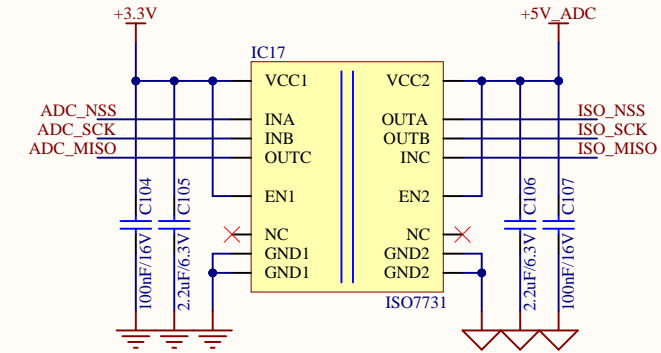 +3.3V
+5V_ADC
IC17
VCC1
VCC2
ADC_NSS
INA
OUTA
ISO_NSS
ADC_SCK
INB
OUTB
ISO_SCK
ADC_MISO
OUTC
INC
ISO_MISO
EN1
EN2
C104
C105
C106
C107
NC
NC
100nF/16V
2.2uF/6.3V
GND1
GND2
GND1
GND2
2.2uF/6.3V
100nF/16V
ISO7731